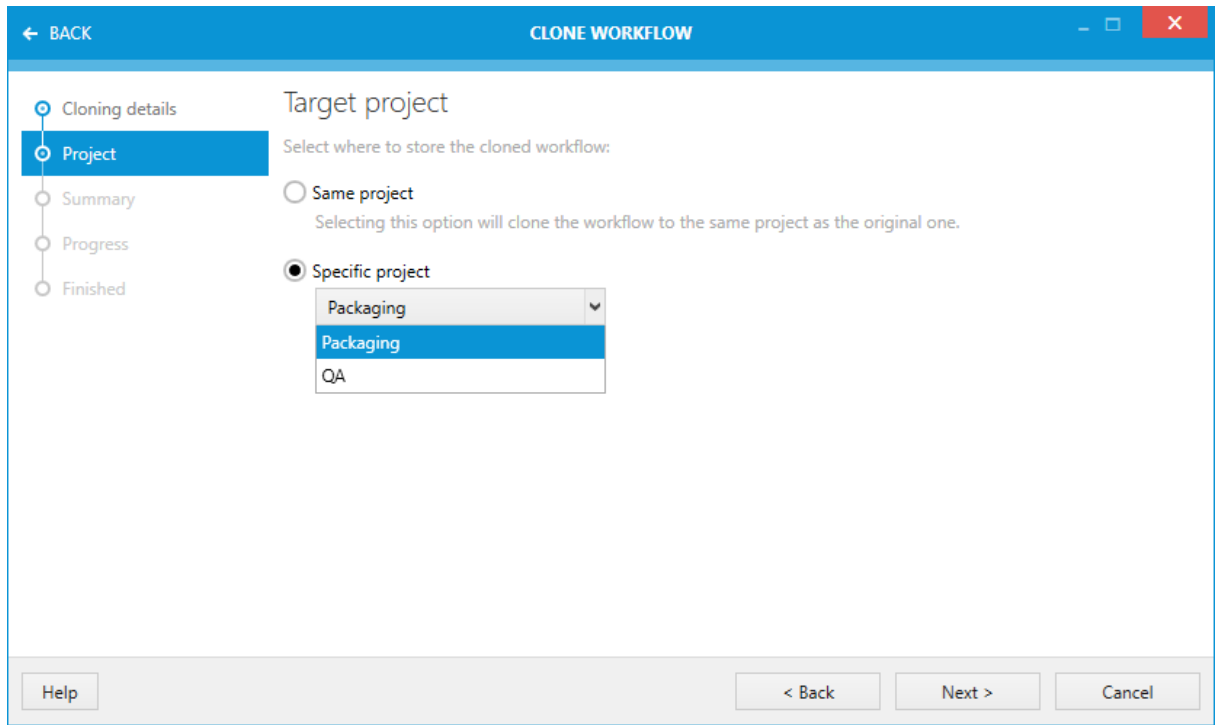 BACK
CLONE WORKFLOW
Cloning details
Project
Summary
Progress
Finished
Target project
Select where to store the cloned workflow:
Same project
Selecting this option will clone the workflow to the same project as the original one.
Specific project
Packaging
Packaging
QA
Help
< Back
Next >
Cancel